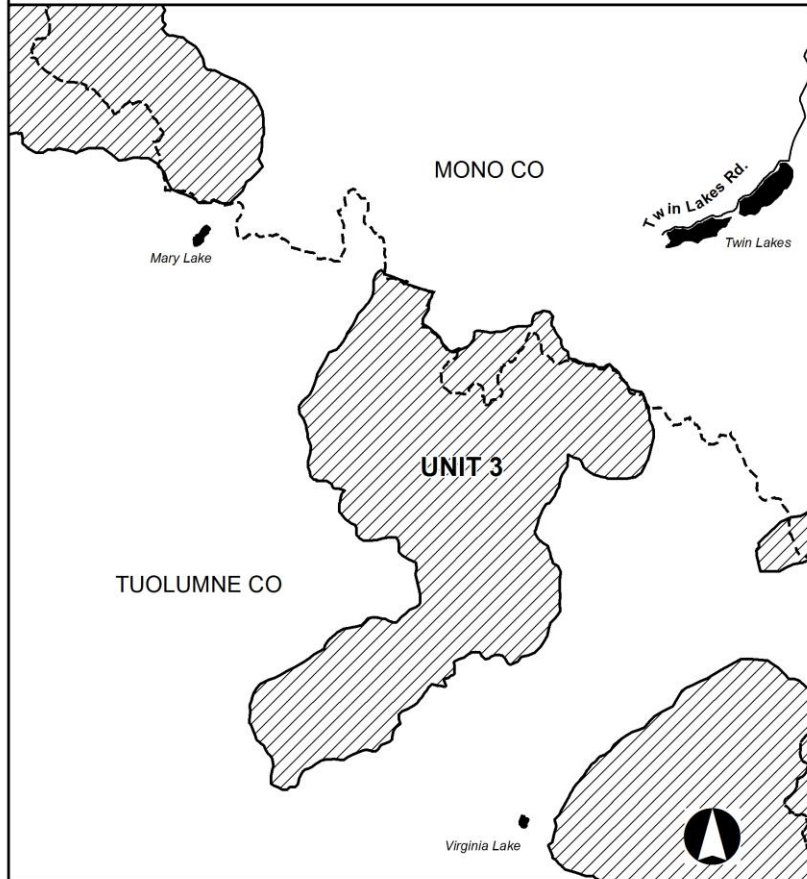 MONO CO
Twin Lakes Rd.
Twin Lakes
Mary Lake
UNIT 3
TUOLUMNE CO
Virginia Lake